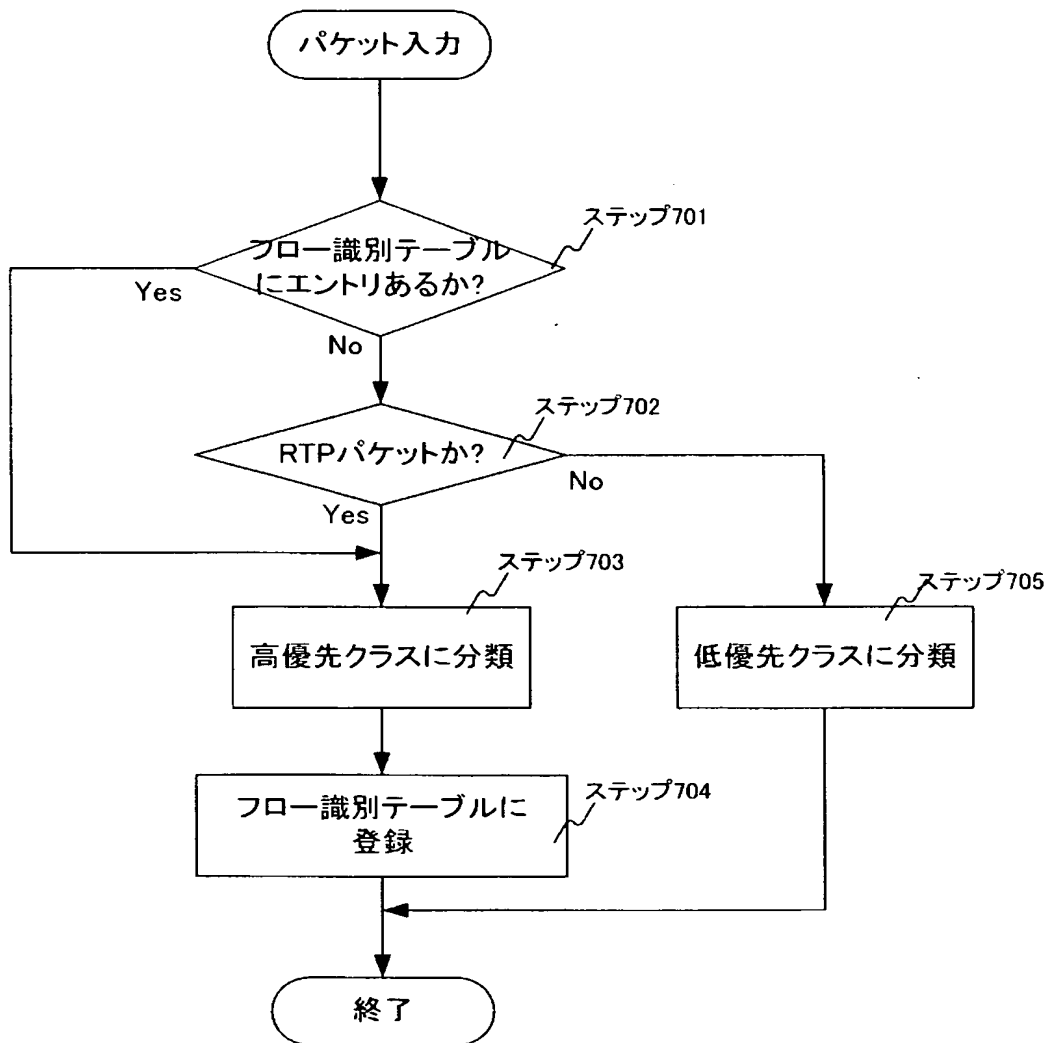 パケット入力
ステップ701
フロー識別テーブル
にエントリあるか?
Yes
No
ステップ702
RTPパケットか?
No
Yes
ステップ703
ステップ705
高優先クラスに分類
低優先クラスに分類
ステップ704
フロー識別テーブルに
登録
終了